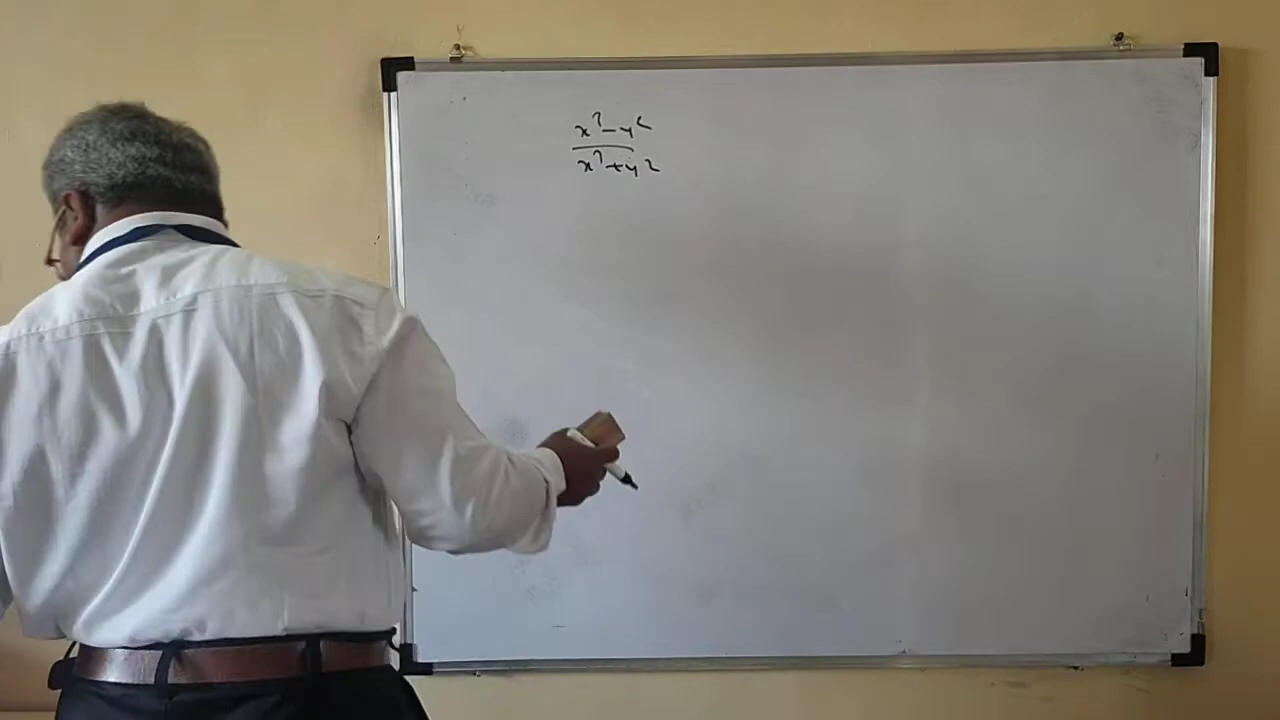 x² - y²
x² + y²